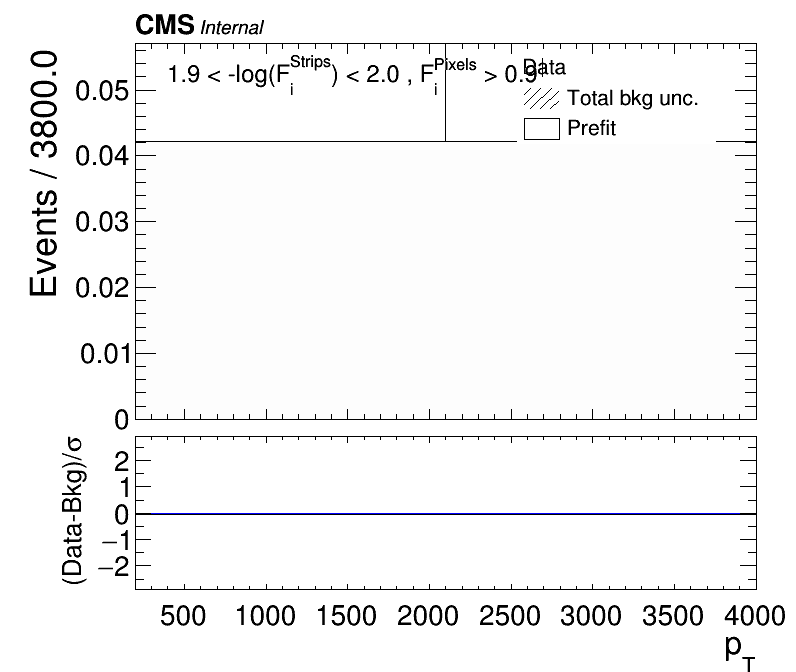 CMS Internal
1.9 < -log(F_i^Strips) < 2.0 , F_i^Pixels > 0.9
Data
Total bkg unc.
Prefit
Events / 3800.0
0.05
0.04
0.03
0.02
0.01
0
(Data-Bkg)/σ
2
1
0
−1
−2
500 1000 1500 2000 2500 3000 3500 4000
p_T